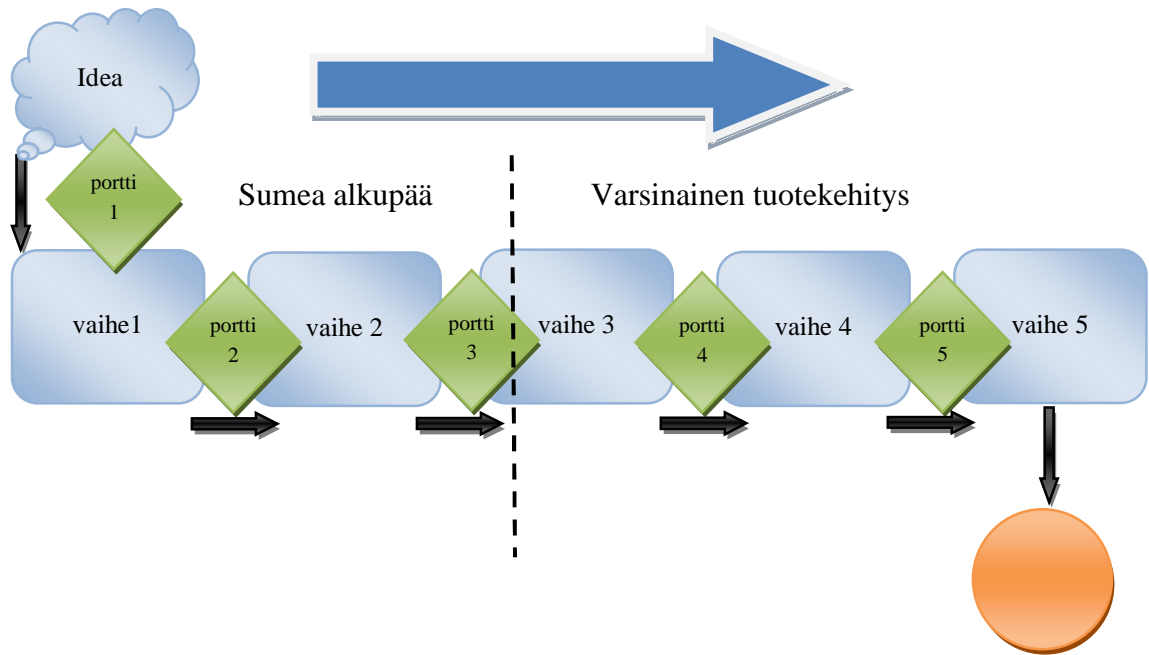 Idea
portti
1
Sumea alkupää
Varsinainen tuotekehitys
vaihe1
portti
2
vaihe 2
portti
3
vaihe 3
portti
4
vaihe 4
portti
5
vaihe 5